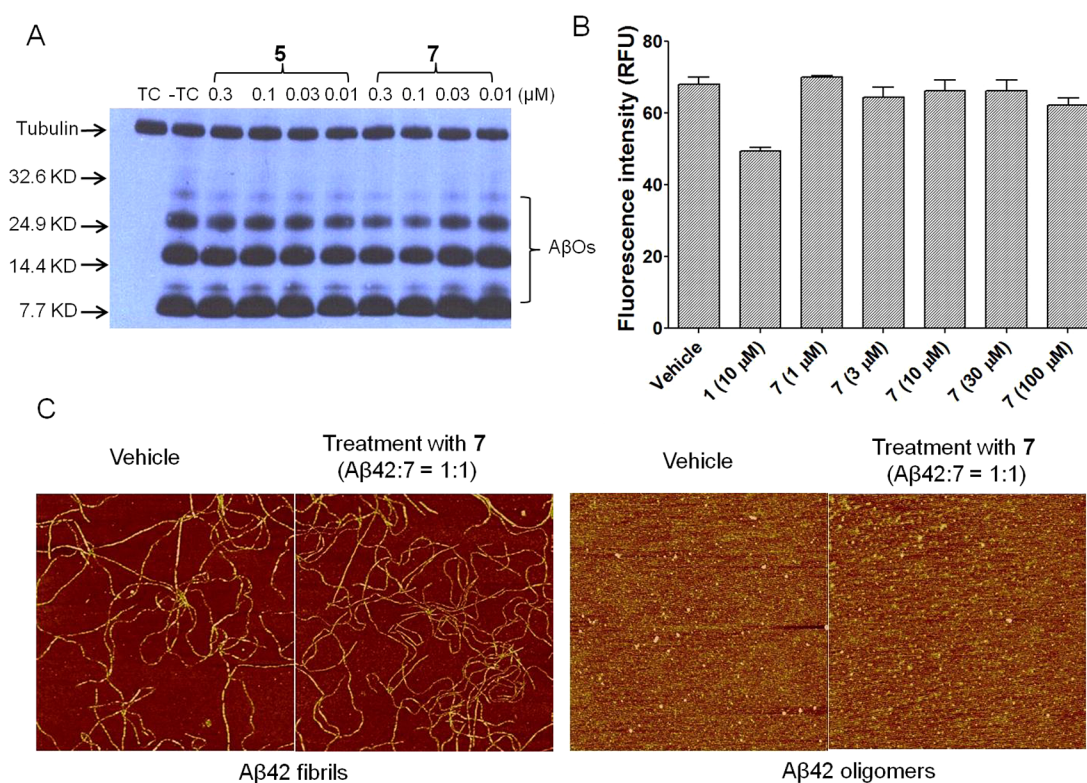 A
5 7
TC -TC 0.3 0.1 0.03 0.01 0.3 0.1 0.03 0.01 (µM)
Tubulin
32.6 KD
24.9 KD
14.4 KD
7.7 KD
AβOs
B
Fluorescence intensity (RFU)
80
60
40
20
0
Vehicle
1 (10 µM)
7 (1 µM)
7 (3 µM)
7 (10 µM)
7 (30 µM)
7 (100 µM)
C
Vehicle
Treatment with 7
(Aβ42:7 = 1:1)
Vehicle
Treatment with 7
(Aβ42:7 = 1:1)
Aβ42 fibrils
Aβ42 oligomers